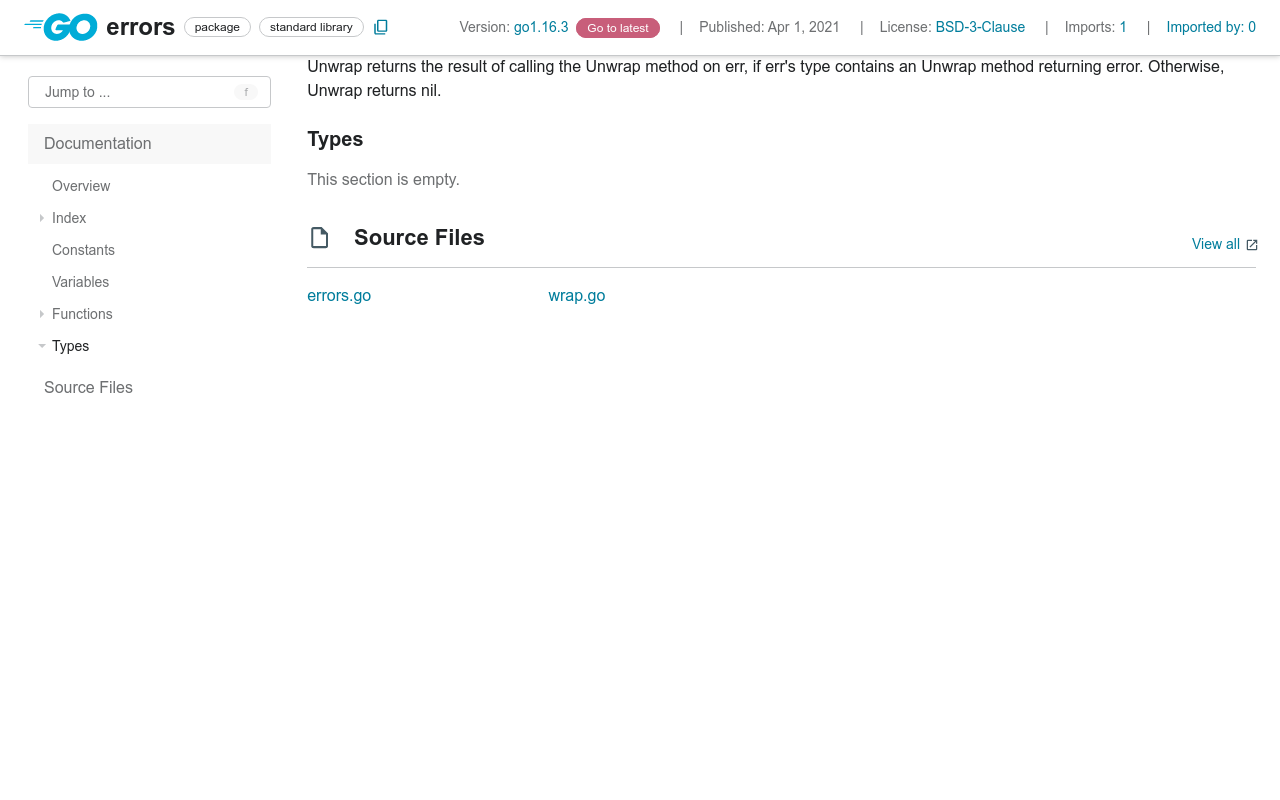 GO errors package standard library Version: go1.16.3 Go to latest | Published: Apr 1, 2021 | License: BSD-3-Clause | Imports: 1 | Imported by: 0
Jump to ... f
Documentation
Overview
Index
Constants
Variables
Functions
Types
Source Files
Unwrap returns the result of calling the Unwrap method on err, if err's type contains an Unwrap method returning error. Otherwise,
Unwrap returns nil.
Types
This section is empty.
Source Files
View all
errors.go wrap.go